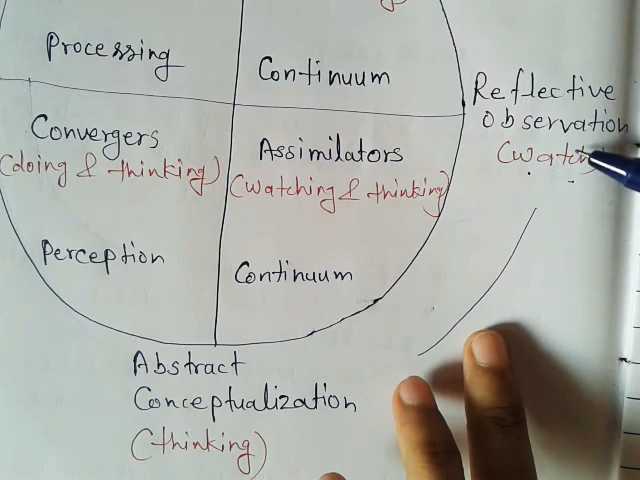 Processing
Continuum
Reflective
observation
Convergers
(doing & thinking)
Assimilators
(watching & thinking)
Perception
Continuum
Abstract
Conceptualization
(thinking)